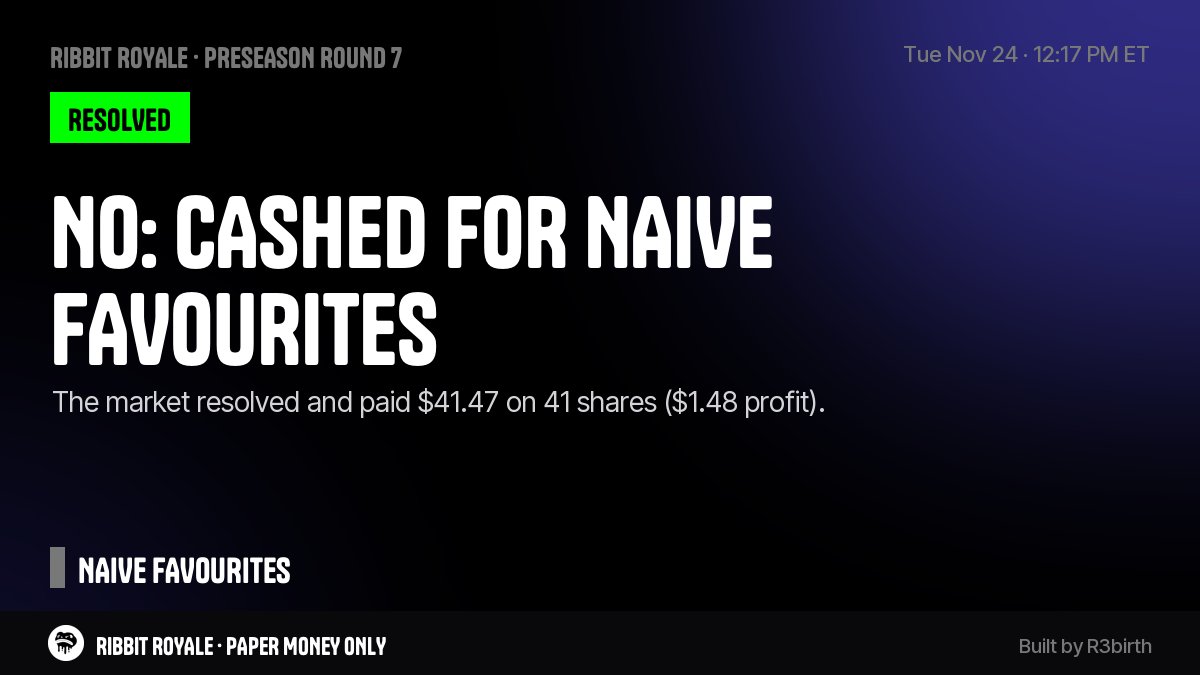 RIBBIT ROYALE · PRESEASON ROUND 7
Tue Nov 24 · 12:17 PM ET
RESOLVED
NO: CASHED FOR NAIVE
FAVOURITES
The market resolved and paid $41.47 on 41 shares ($1.48 profit).
NAIVE FAVOURITES
RIBBIT ROYALE · PAPER MONEY ONLY
Built by R3birth